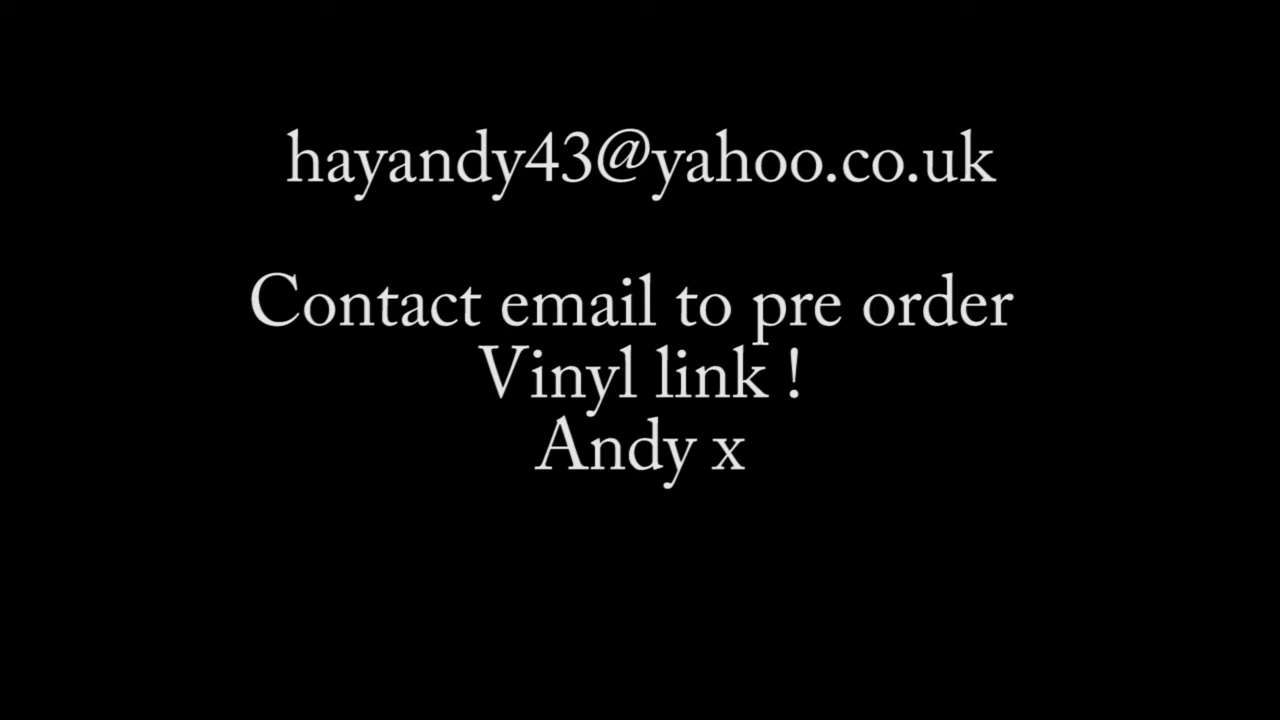 hayandy43@yahoo.co.uk
Contact email to pre order
Vinyl link !
Andy x